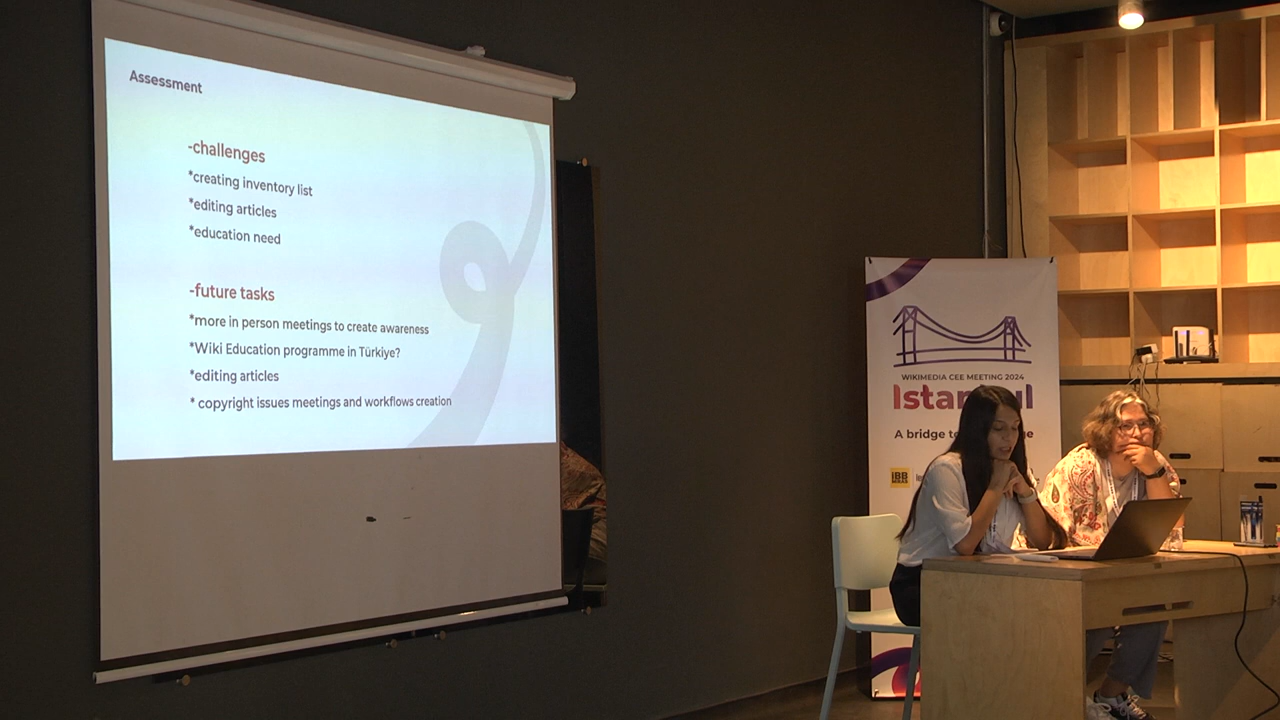 Assessment
-challenges
*creating inventory list
*editing articles
*education need
-future tasks
*more in person meetings to create awareness
*Wiki Education programme in Türkiye?
*editing articles
* copyright issues meetings and workflows creation
WIKIMEDIA CEE MEETING 2024
A bridge
İBB